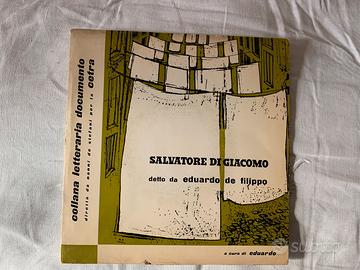 collana letteraria documento
diretta da nanni de stefani per la cetra
SALVATORE DI GIACOMO
detto da eduardo de filippo
a cura di eduardo
subito